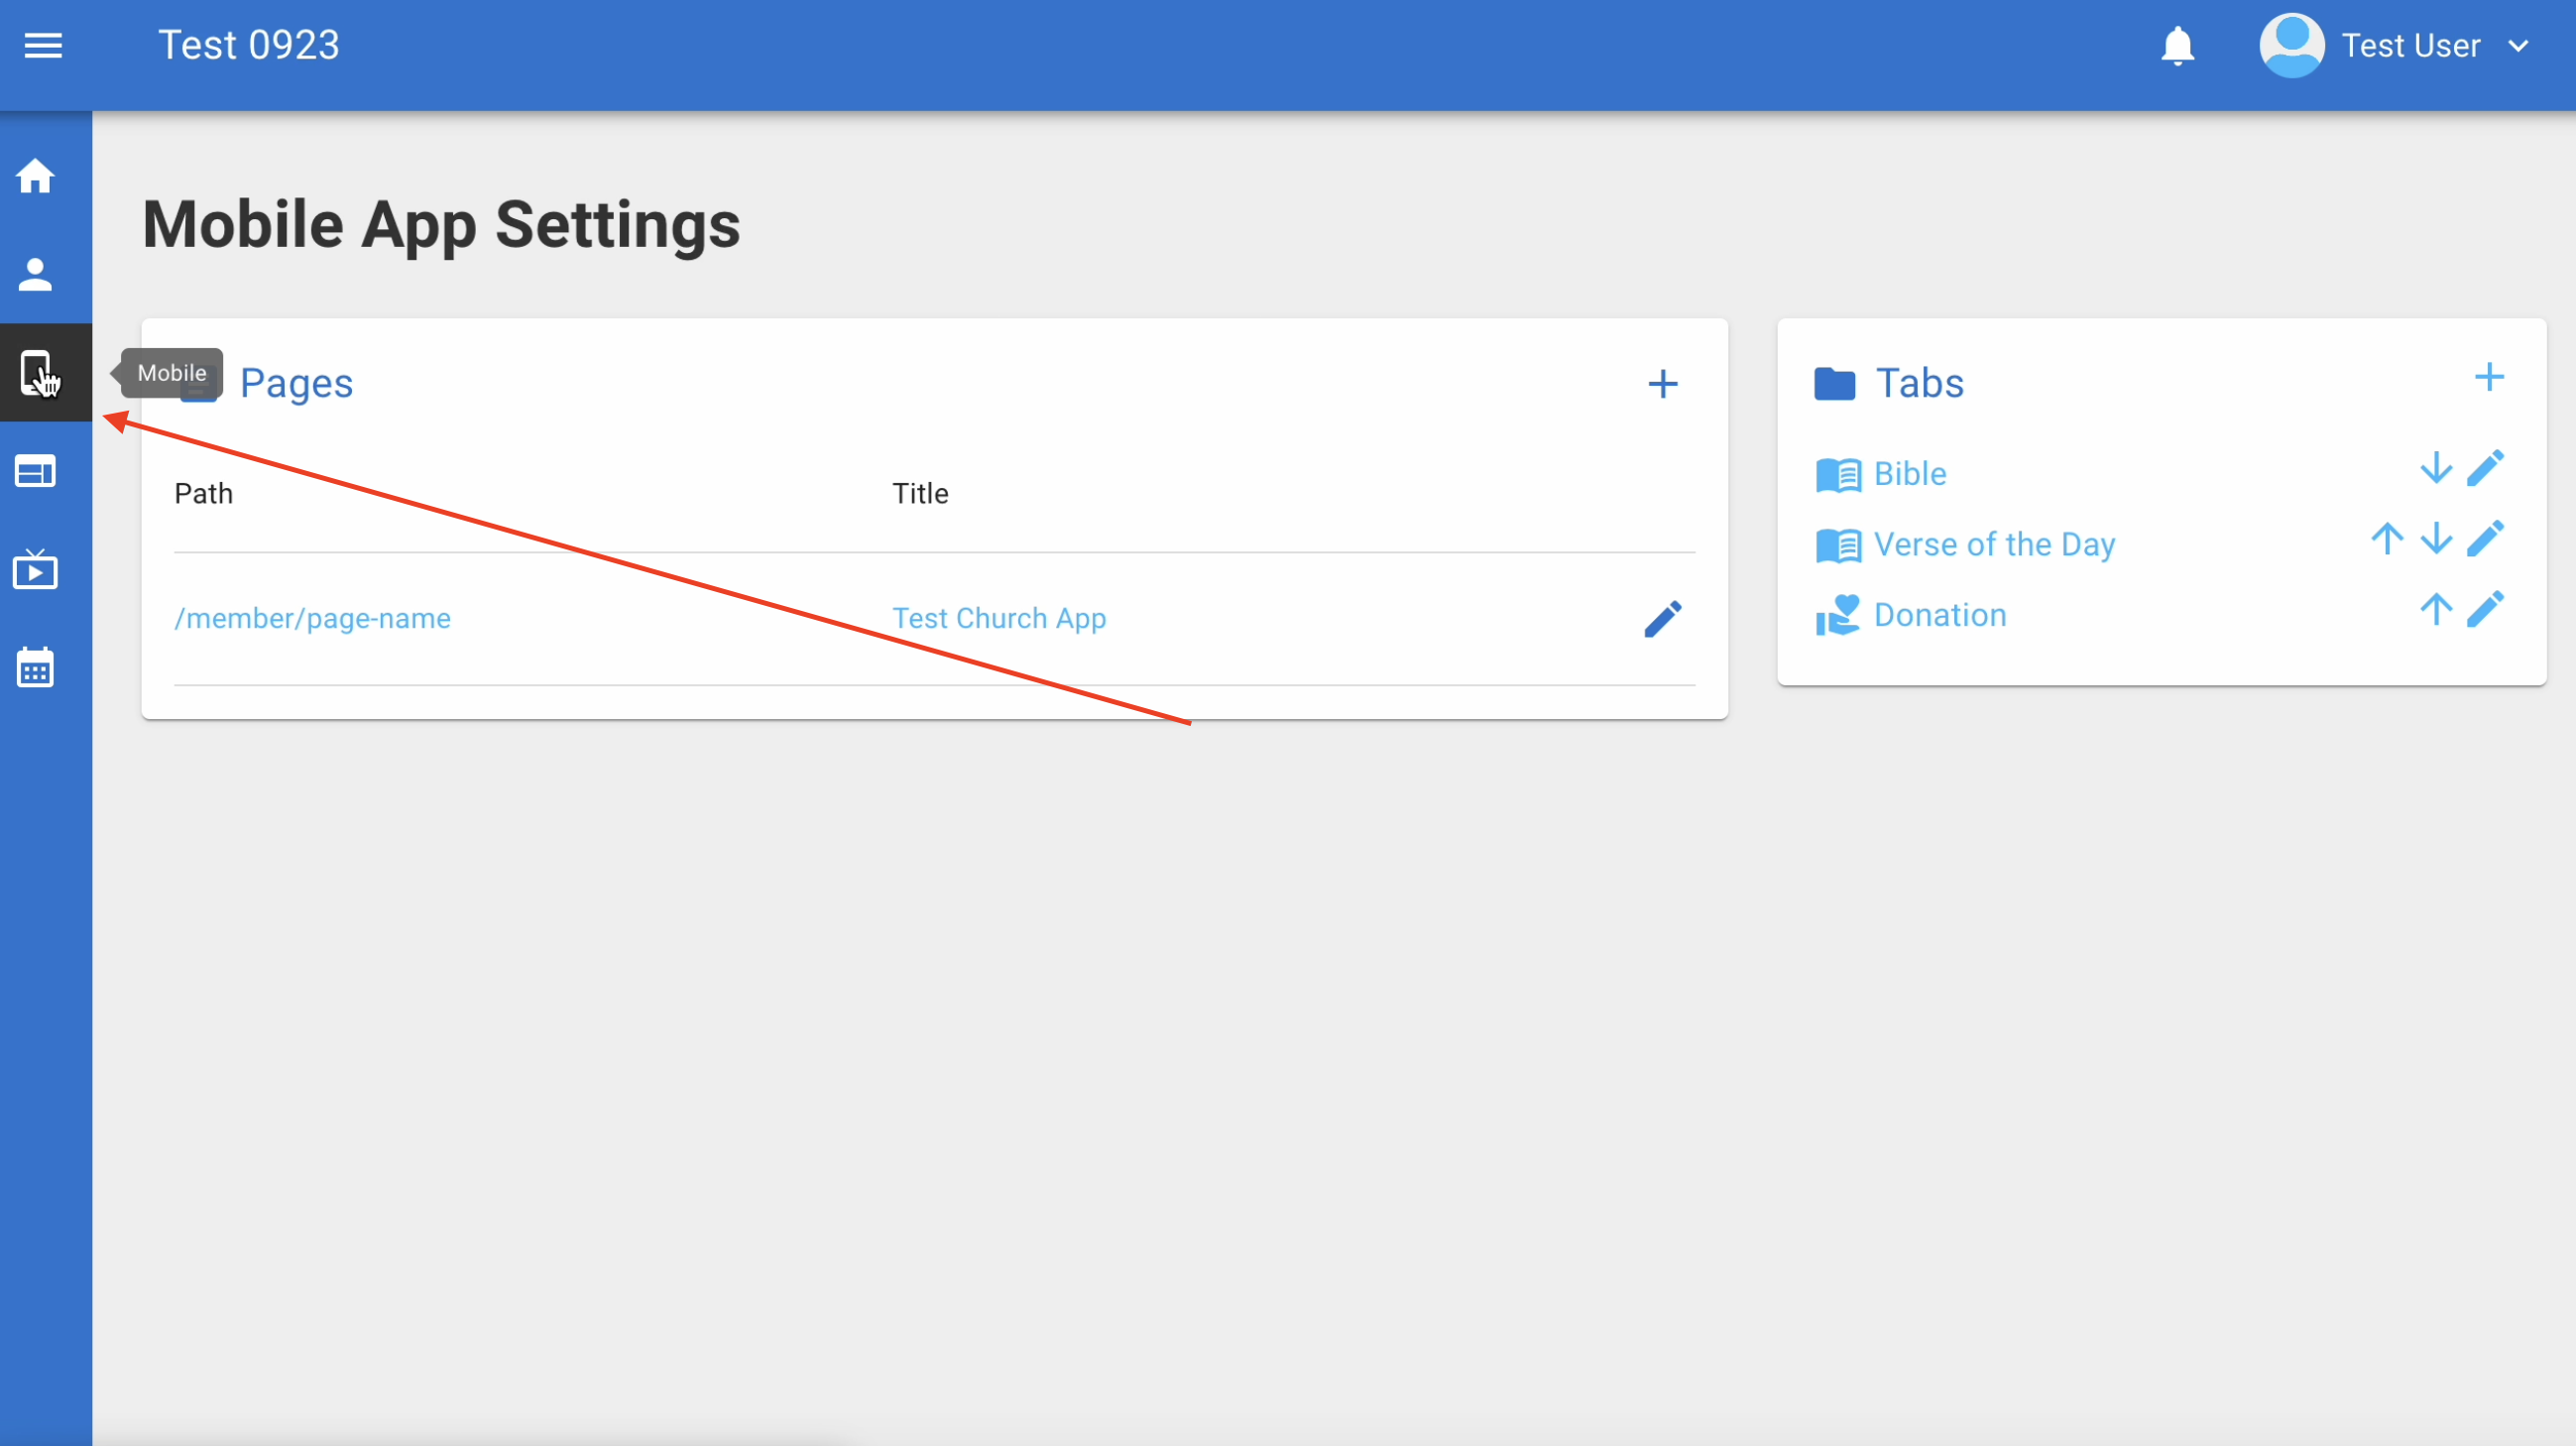 Test 0923
Test User
Mobile App Settings
Mobile
Pages
Path
Title
/member/page-name
Test Church App
Tabs
Bible
Verse of the Day
Donation